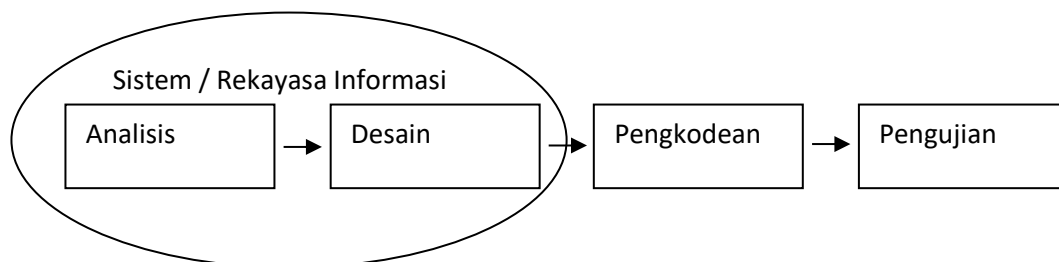 Sistem / Rekayasa Informasi
Analisis
Desain
Pengkodean
Pengujian